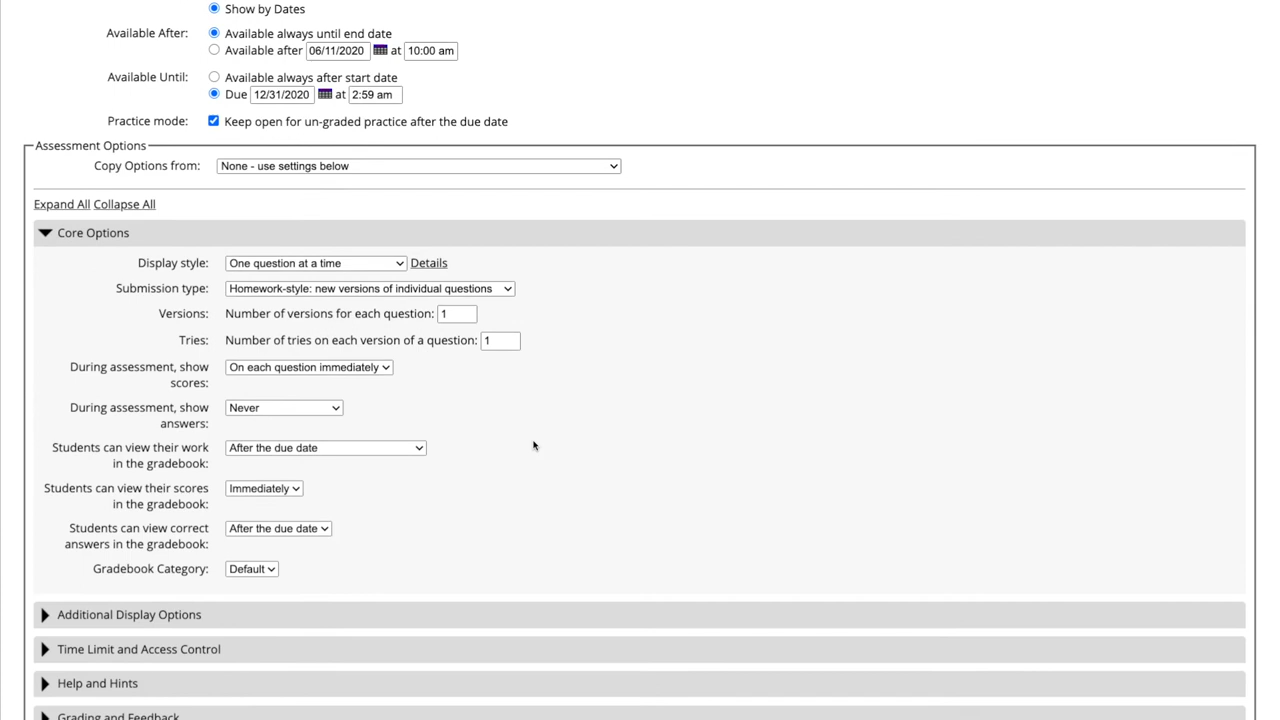 Show by Dates
Available After: Available always until end date
Available after 06/11/2020 at 10:00 am
Available Until: Available always after start date
Due 12/31/2020 at 2:59 am
Practice mode: Keep open for un-graded practice after the due date
Assessment Options
Copy Options from: None - use settings below
Expand All Collapse All
Core Options
Display style: One question at a time Details
Submission type: Homework-style: new versions of individual questions
Versions: Number of versions for each question: 1
Tries: Number of tries on each version of a question: 1
During assessment, show
scores: On each question immediately
During assessment, show
answers: Never
Students can view their work
in the gradebook: After the due date
Students can view their scores
in the gradebook: Immediately
Students can view correct
answers in the gradebook: After the due date
Gradebook Category: Default
Additional Display Options
Time Limit and Access Control
Help and Hints
Grading and Feedback